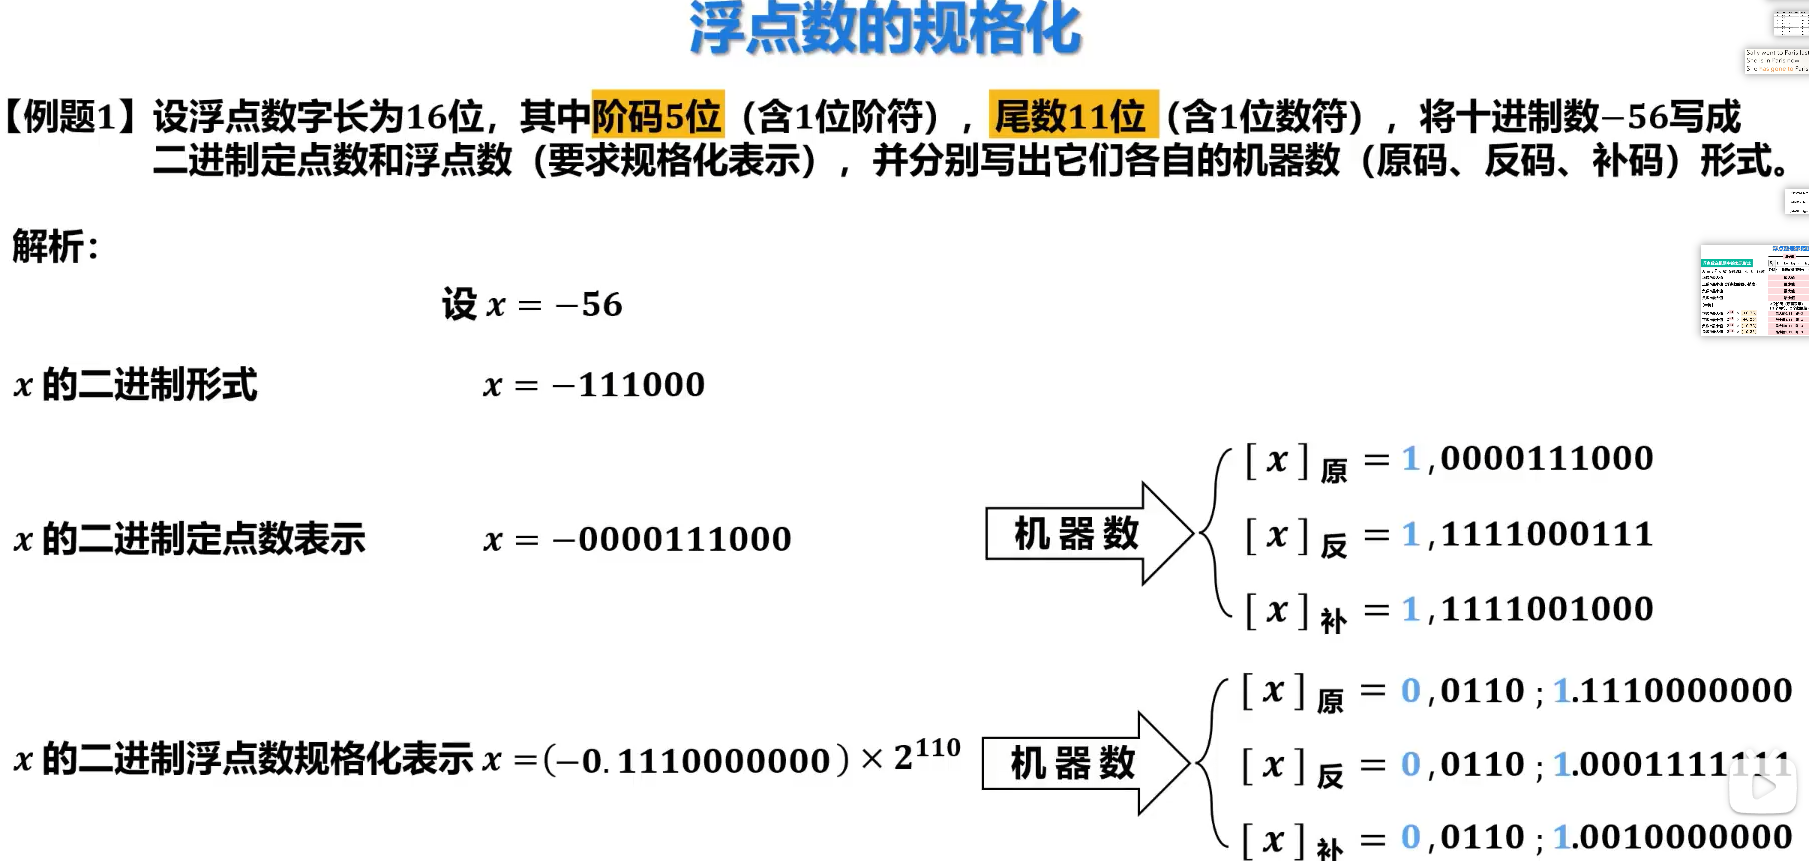 浮点数的规格化
【例题1】设浮点数字长为16位，其中阶码5位（含1位阶符），尾数11位（含1位数符），将十进制数−56写成
二进制定点数和浮点数（要求规格化表示），并分别写出它们各自的机器数（原码、反码、补码）形式。
解析：
设 x = −56
x 的二进制形式 x = −111000
x 的二进制定点数表示 x = −0000111000
机器数
[ x ]原 = 1,0000111000
[ x ]反 = 1,1111000111
[ x ]补 = 1,1111001000
x 的二进制浮点数规格化表示 x =(−0.1110000000) × 2^110
机器数
[ x ]原 = 0,0110 ; 1.1110000000
[ x ]反 = 0,0110 ; 1.0001111111
[ x ]补 = 0,0110 ; 1.0010000000